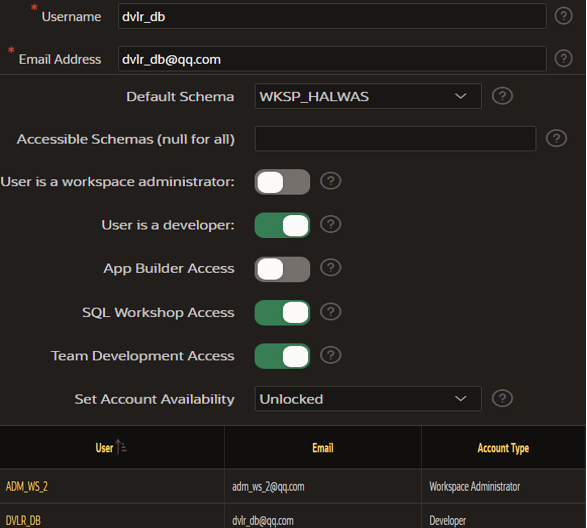 * Username dvlr_db ?
* Email Address dvlr_db@qq.com ?
Default Schema WKSP_HALWAS ?
Accessible Schemas (null for all) ?
User is a workspace administrator: ?
User is a developer: ?
App Builder Access ?
SQL Workshop Access ?
Team Development Access ?
Set Account Availability Unlocked ?
User Email Account Type
ADM_WS_2 adm_ws_2@qq.com Workspace Administrator
DVLR_DB dvlr_db@qq.com Developer